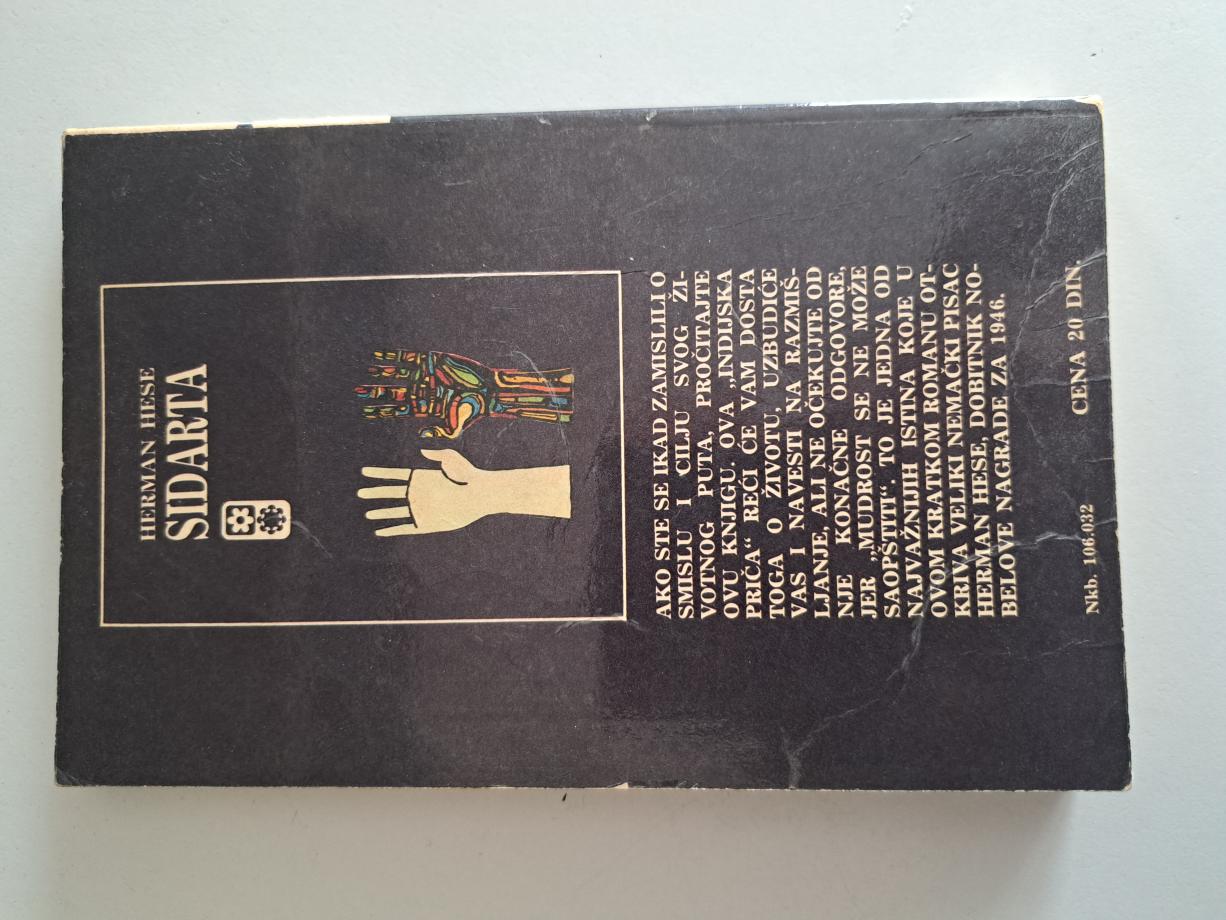 HERMAN HESE
SIDARTA
AKO STE SE IKAD ZAMISLILI O
SMISLU I CILJU SVOG ŽI-
VOTNOG PUTA, PROČITAJTE
OVU KNJIGU. OVA „INDIJSKA
PRIČA“ REĆI ĆE VAM DOSTA
TOGA O ŽIVOTU, UZBUDIĆE
VAS I NAVESTI NA RAZMIŠ-
LJANJE, ALI NE OČEKUJTE OD
NJE KONAČNE ODGOVORE,
JER „MUDROST SE NE MOŽE
SAOPŠTITI“. TO JE JEDNA OD
NAJVAŽNIJIH ISTINA KOJE U
OVOM KRATKOM ROMANU OT-
KRIVA VELIKI NEMAČKI PISAC
HERMAN HESE, DOBITNIK NO-
BELOVE NAGRADE ZA 1946.
Nkb. 106.032 CENA 20 DIN.